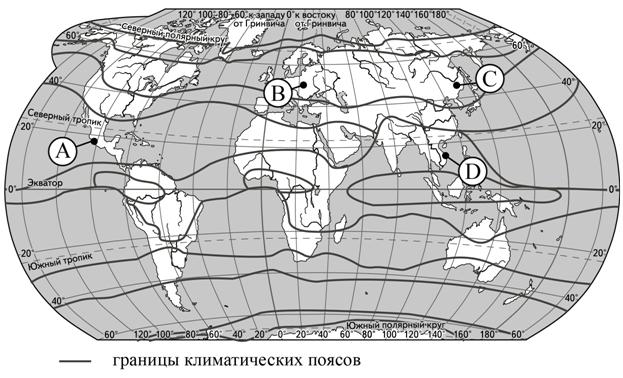 120° 100° 80° 60° к западу 0° к востоку 80° 100° 120° 140° 160° 180°
от Гринвича от Гринвича
Северный полярный круг
60° 60°
40° 40°
B C
Северный тропик
20° 20°
A D
Экватор 0° 0°
20° 20°
Южный тропик
40° 40°
Южный полярный круг
60° 120° 100° 80° 60° 40° 20° 0° 20° 40° 60° 80° 100° 120° 140° 160° 180° 60°
границы климатических поясов